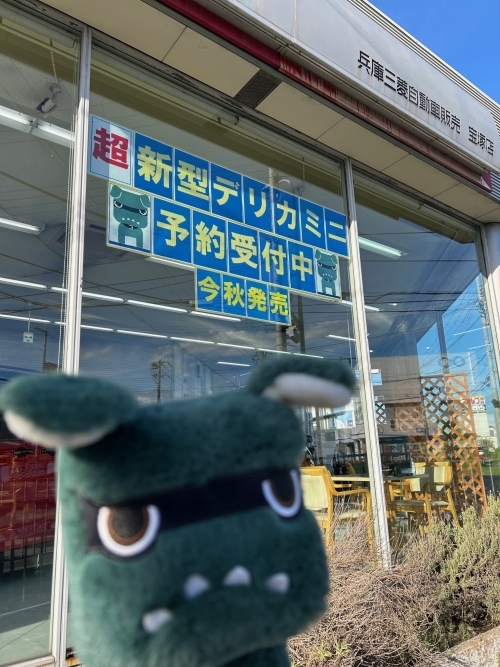 兵庫三菱自動車販売 宝塚店
超新型デリカミニ
予約受付中
今秋発売